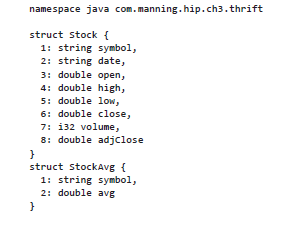 namespace java com.manning.hip.ch3.thrift
struct Stock {
1: string symbol,
2: string date,
3: double open,
4: double high,
5: double low,
6: double close,
7: i32 volume,
8: double adjClose
}
struct StockAvg {
1: string symbol,
2: double avg
}